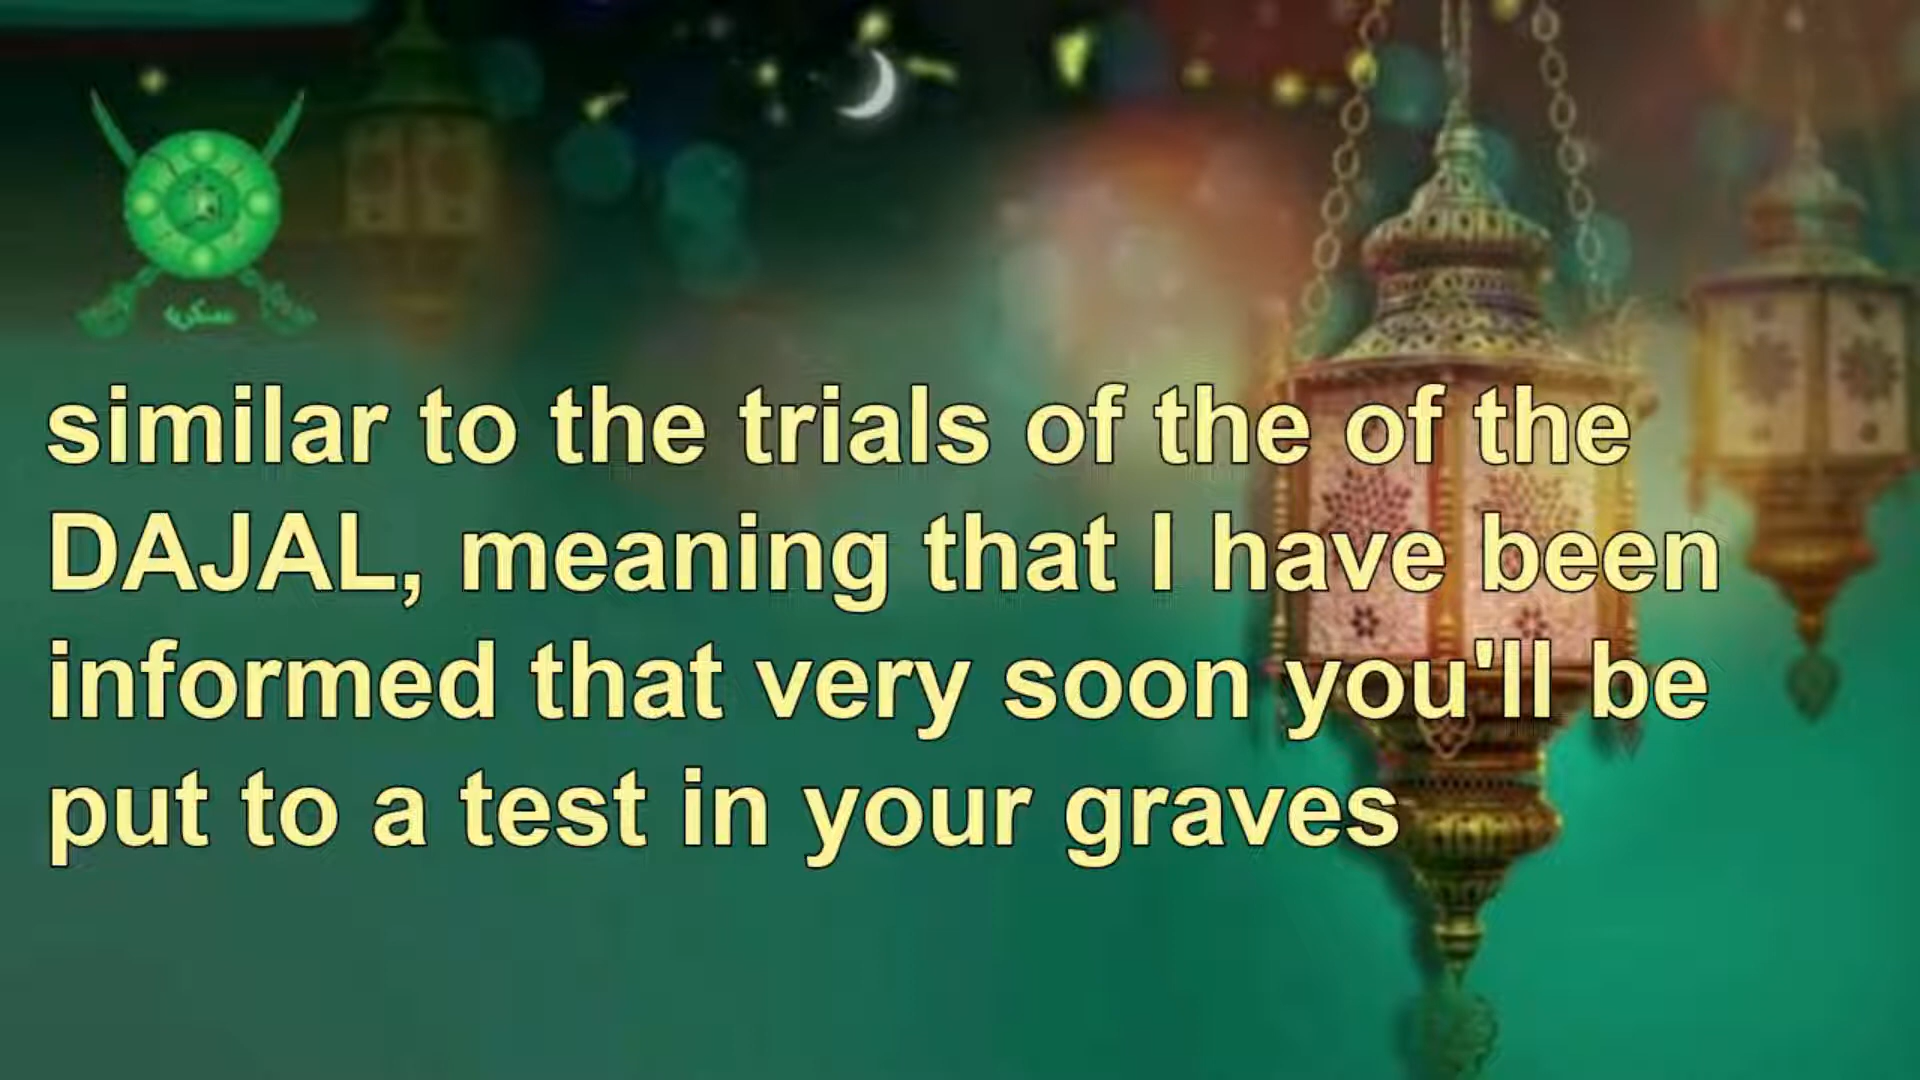 similar to the trials of the of the
DAJAL, meaning that I have been
informed that very soon you'll be
put to a test in your graves